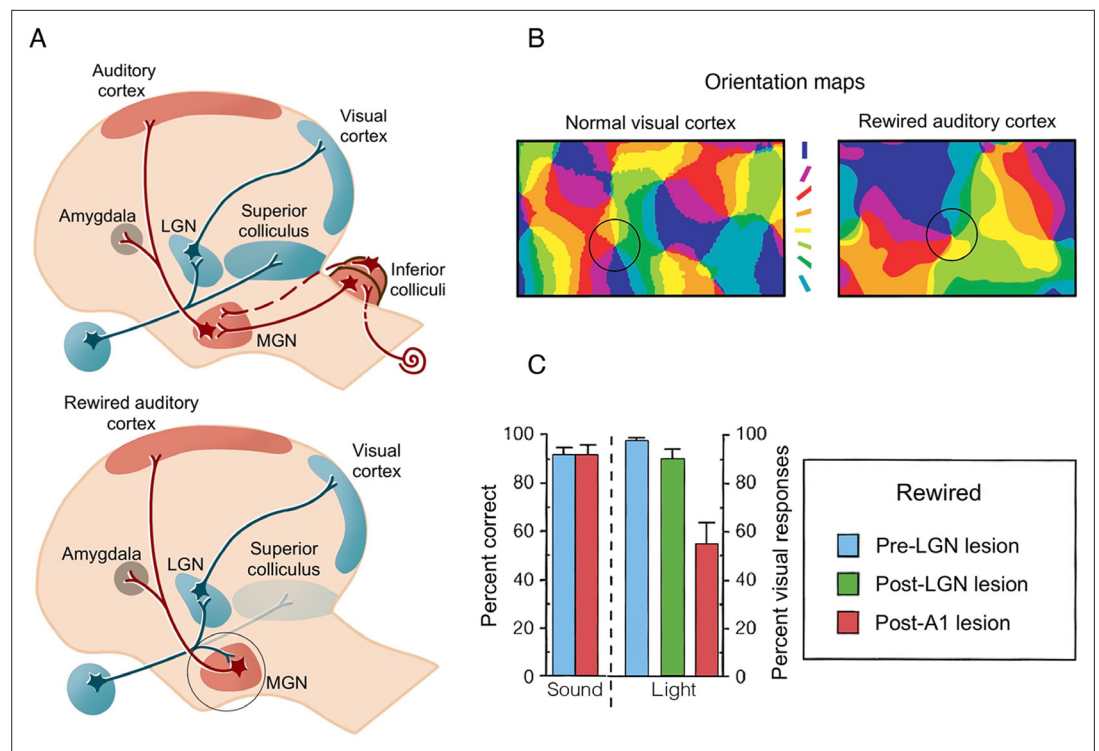 A
Auditory
cortex
Visual
cortex
Amygdala
LGN
Superior
colliculus
Inferior
colliculi
MGN
Rewired auditory
cortex
Visual
cortex
Amygdala
LGN
Superior
colliculus
MGN
B
Orientation maps
Normal visual cortex
Rewired auditory cortex
C
Percent correct
100
80
60
40
20
0
Sound
Light
100
80
60
40
20
0
Percent visual responses
Rewired
Pre-LGN lesion
Post-LGN lesion
Post-A1 lesion